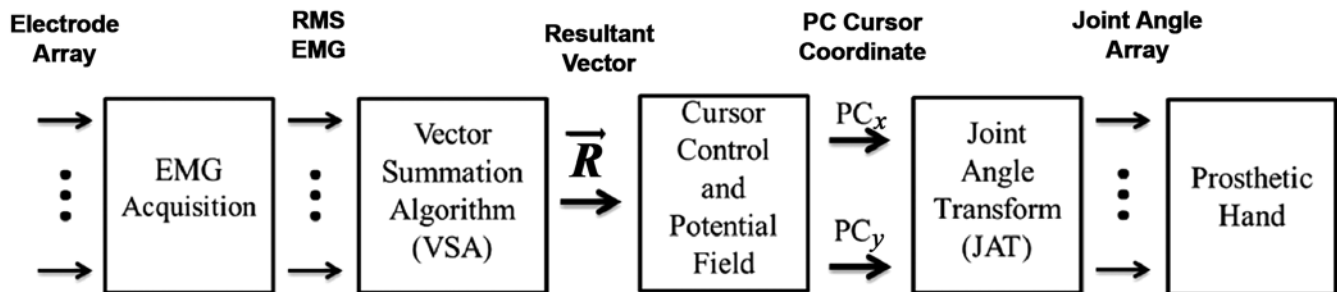 Electrode
Array
RMS
EMG
Resultant
Vector
PC Cursor
Coordinate
Joint Angle
Array
EMG
Acquisition
Vector
Summation
Algorithm
(VSA)
R
Cursor
Control
and
Potential
Field
PCx
PCy
Joint
Angle
Transform
(JAT)
Prosthetic
Hand